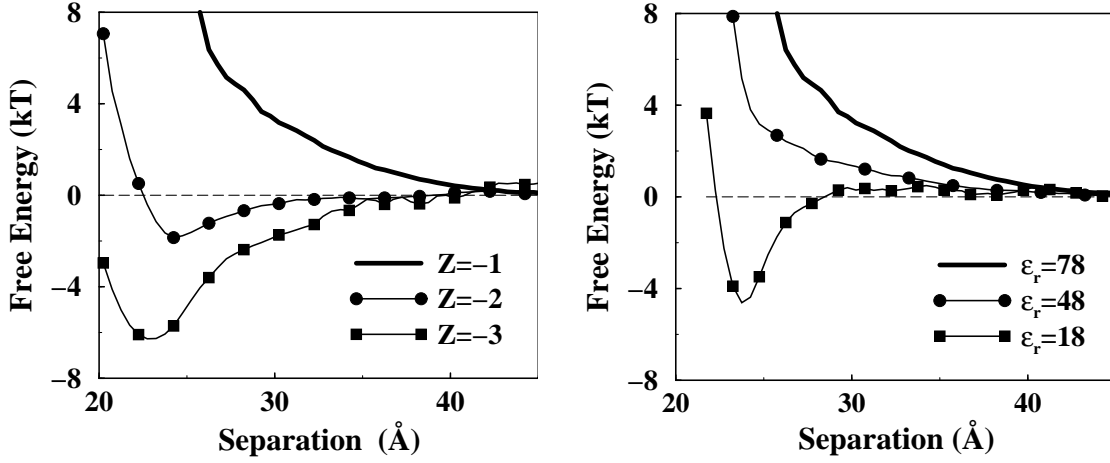 8
4
0
−4
−8
Free Energy (kT)
20
30
40
Separation (Å)
Z=−1
Z=−2
Z=−3
8
4
0
−4
−8
Free Energy (kT)
20
30
40
Separation (Å)
εr=78
εr=48
εr=18